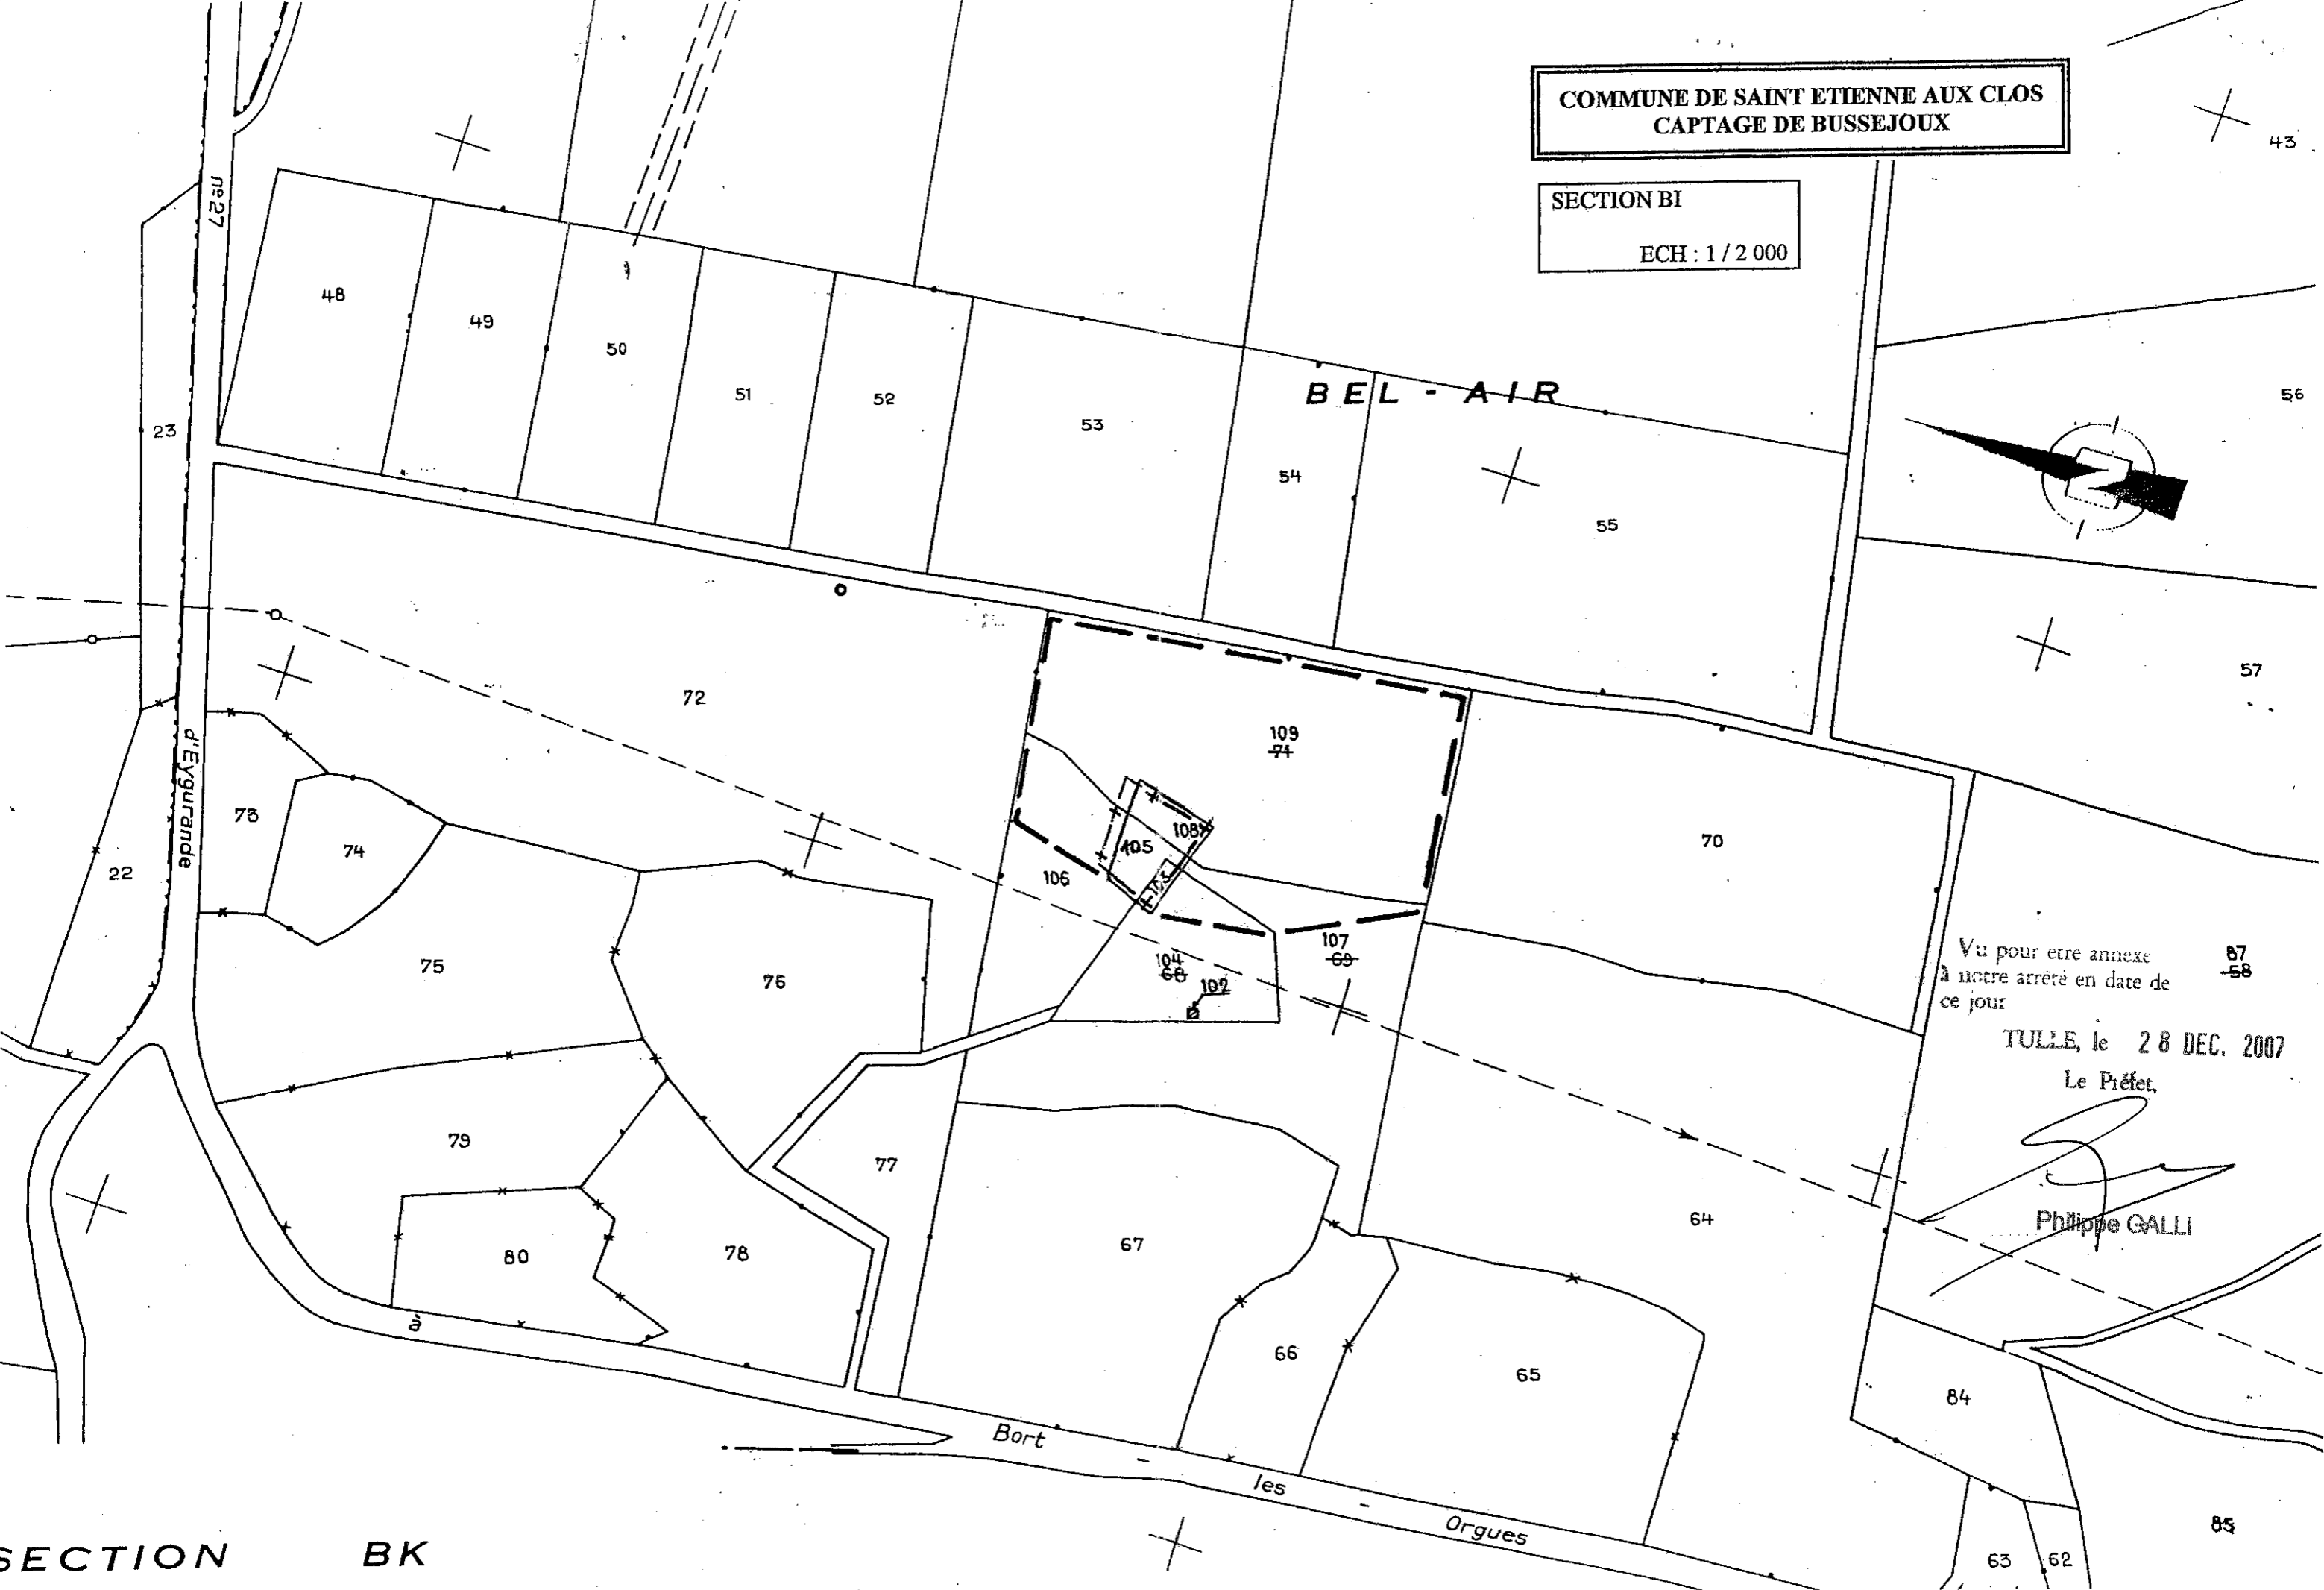 COMMUNE DE SAINT ETIENNE AUX CLOS
CAPTAGE DE BUSSEJOUX
SECTION BI
ECH : 1 / 2 000
43
nº 27
48
49
50
51
52
53
54
55
56
57
BEL - AIR
23
72
109
71
108
105
103
106
70
73
74
22
d'Eygurande
75
76
107
69
104
68
102
87
58
Vu pour etre annexe
à notre arrêté en date de
ce jour
TULLE, le 28 DEC. 2007
Le Préfet,
Philippe GALLI
79
77
67
64
80
78
66
65
84
85
63
62
à
Bort - les - Orgues
SECTION BK